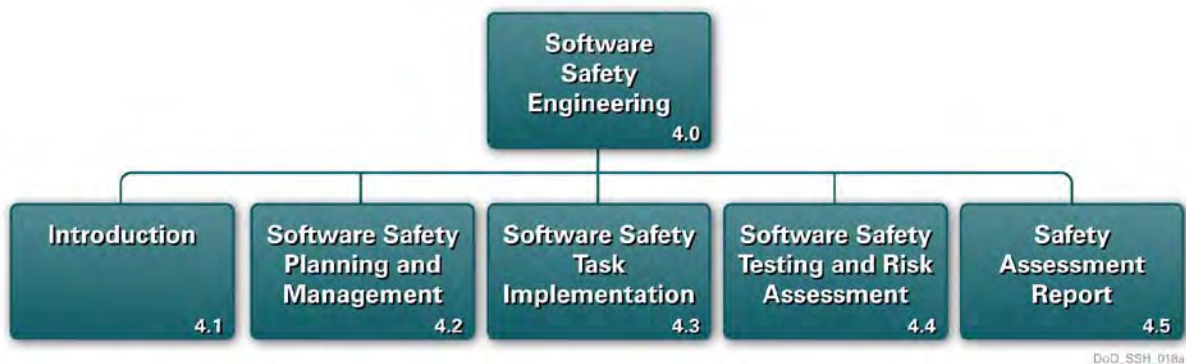 Software
Safety
Engineering
4.0
Introduction
4.1
Software Safety
Planning and
Management
4.2
Software Safety
Task
Implementation
4.3
Software Safety
Testing and Risk
Assessment
4.4
Safety
Assessment
Report
4.5
DoD_SSH_018a